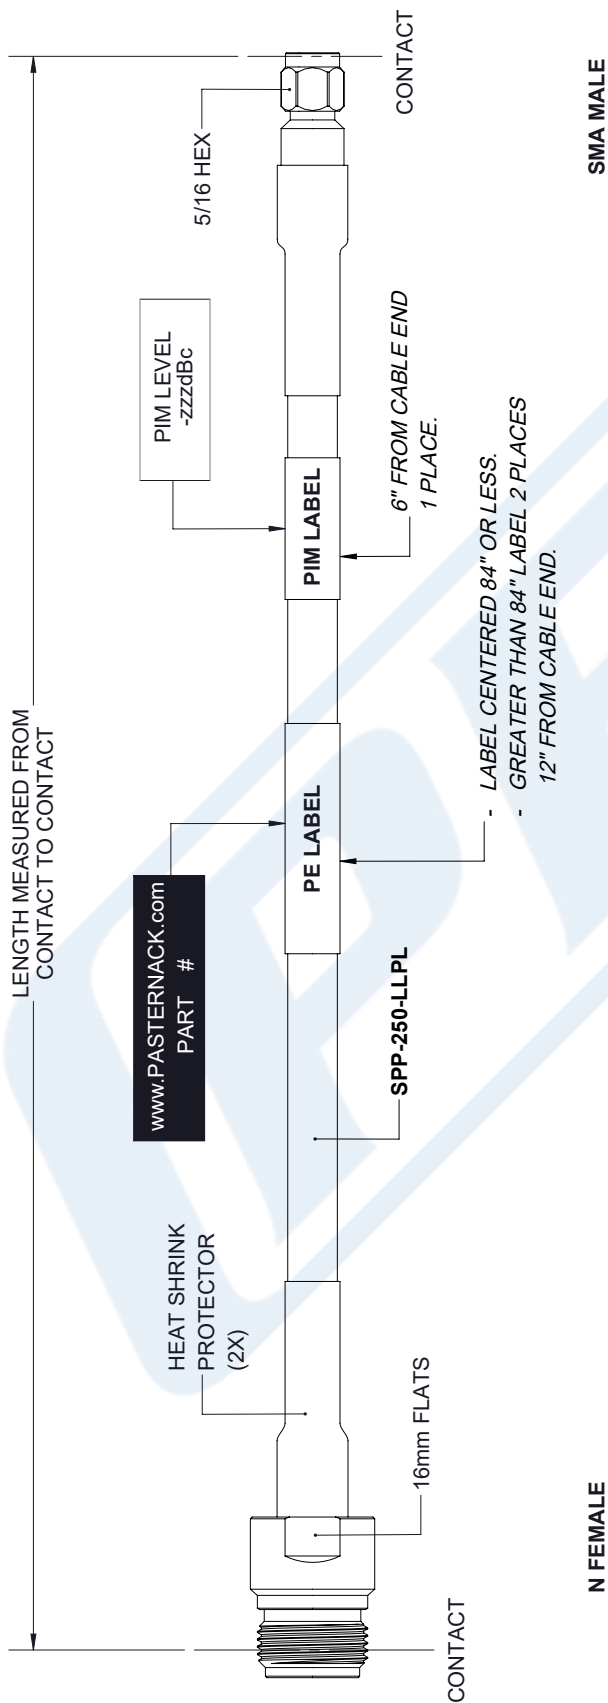 LENGTH MEASURED FROM
CONTACT TO CONTACT
www.PASTERNACK.com
PART #
PIM LEVEL
-zzzdBc
HEAT SHRINK
PROTECTOR
(2X)
5/16 HEX
PE LABEL
PIM LABEL
CONTACT
16mm FLATS
SPP-250-LLPL
- LABEL CENTERED 84" OR LESS.
- GREATER THAN 84" LABEL 2 PLACES
12" FROM CABLE END.
6" FROM CABLE END
1 PLACE.
CONTACT
N FEMALE
SMA MALE